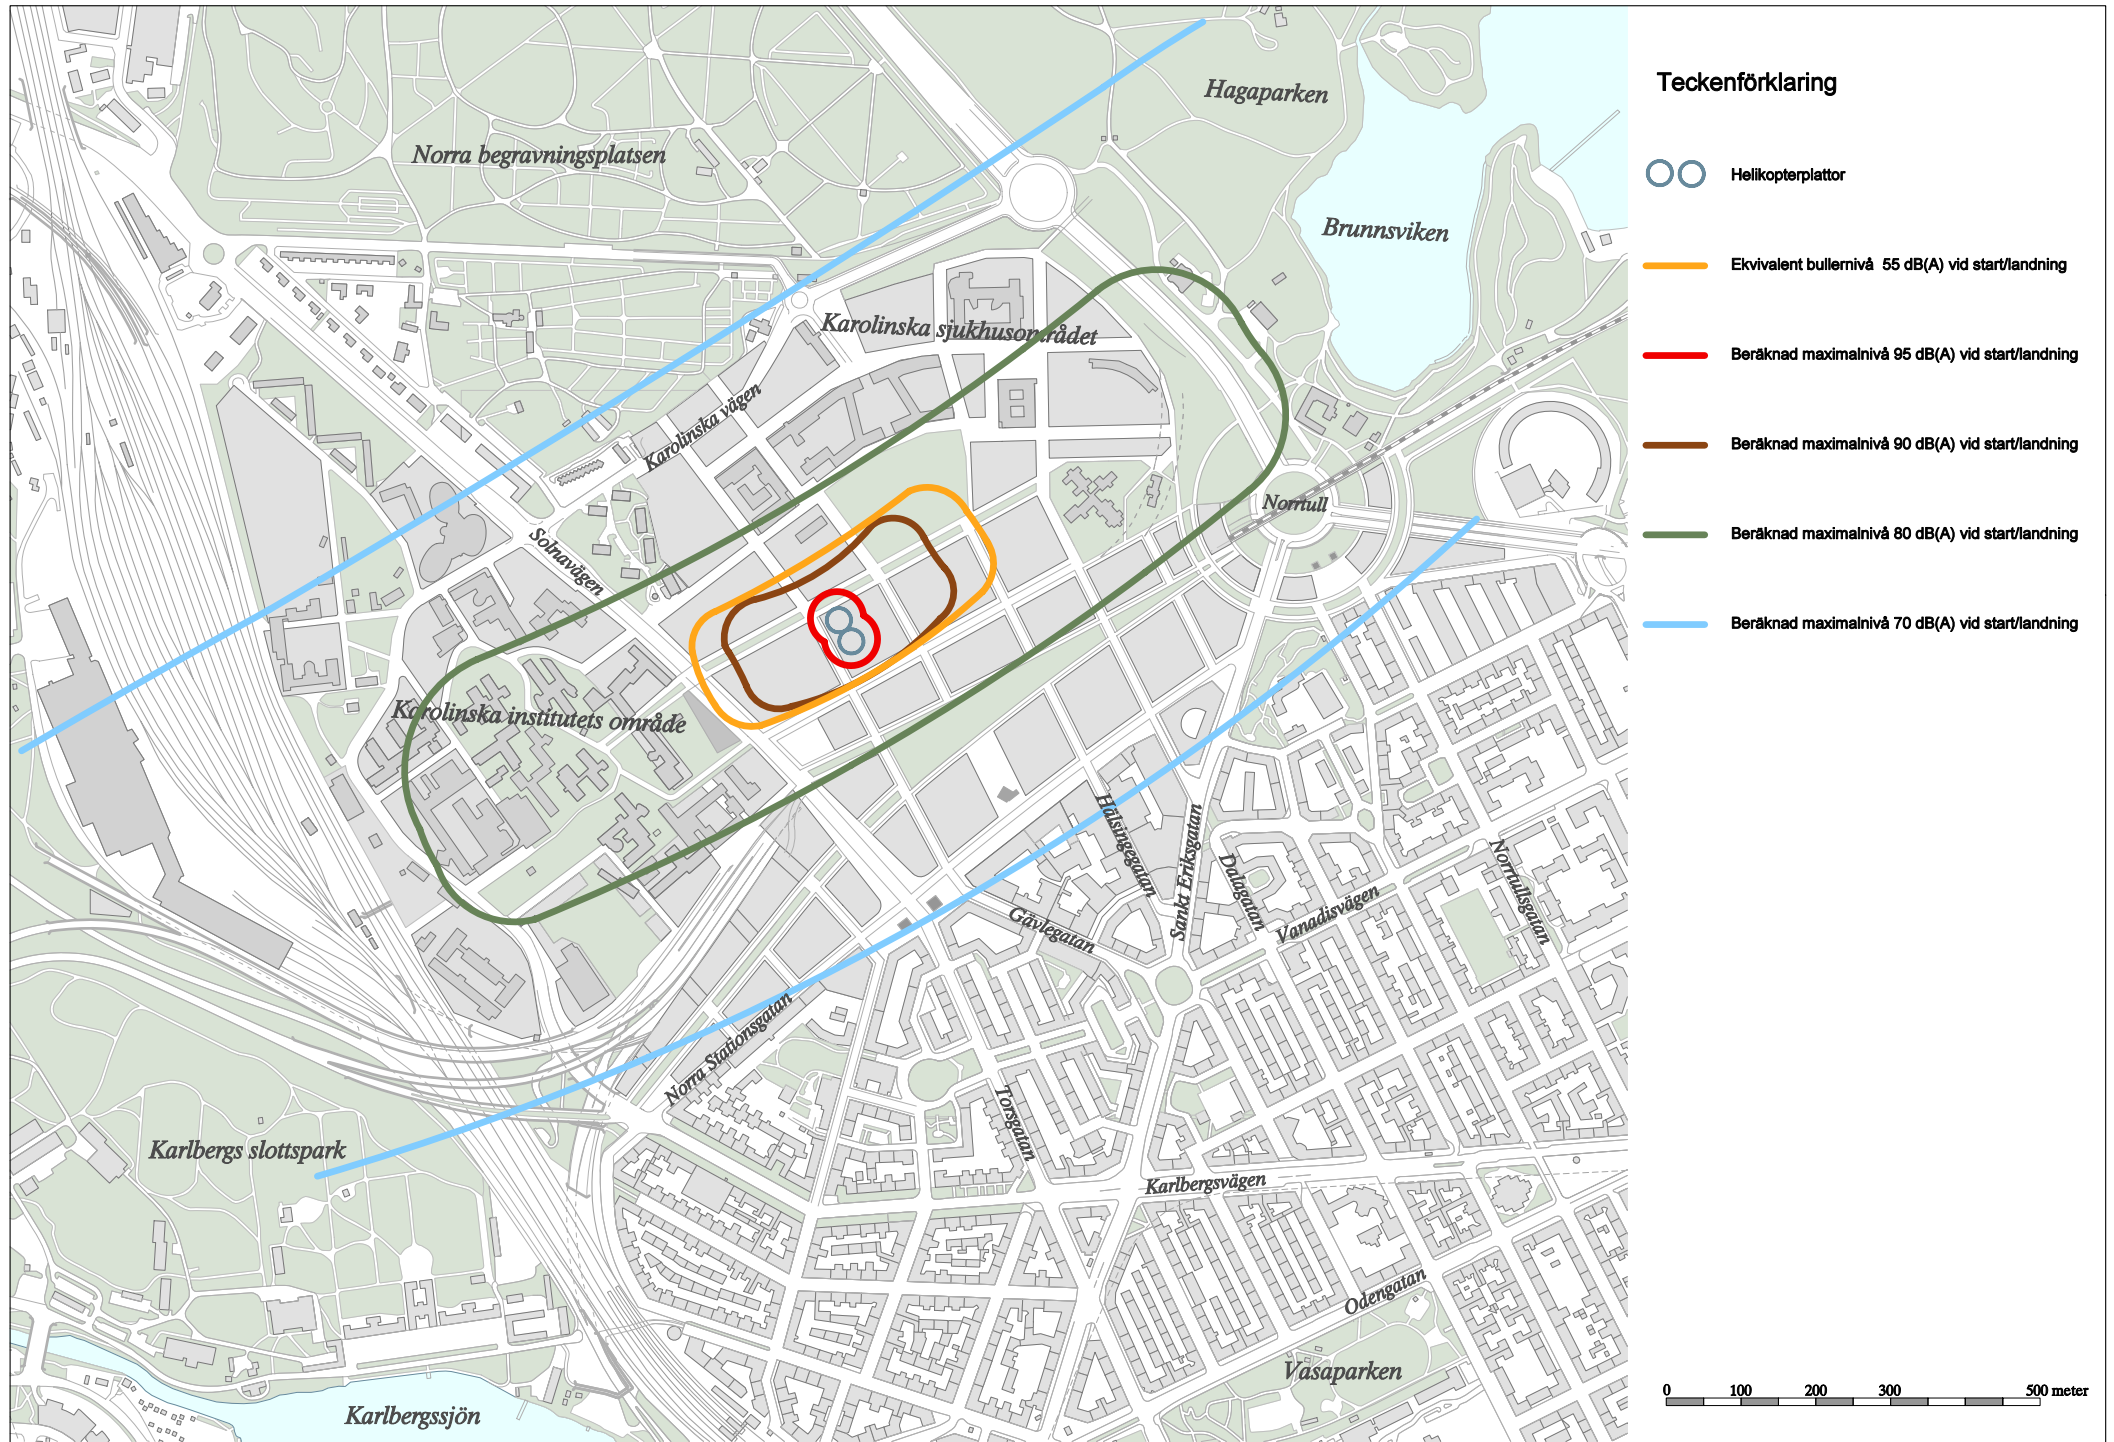 Teckenförklaring
Helikopterplattor
Ekvivalent bullernivå 55 dB(A) vid start/landning
Beräknad maximalnivå 95 dB(A) vid start/landning
Beräknad maximalnivå 90 dB(A) vid start/landning
Beräknad maximalnivå 80 dB(A) vid start/landning
Beräknad maximalnivå 70 dB(A) vid start/landning
Hagaparken
Norra begravningsplatsen
Brunnsviken
Karolinska sjukhusområdet
Karolinska vägen
Norrtull
Solnavägen
Karolinska institutets område
Hälsingegatan
Sankt Eriksgatan
Dalagatan
Vanadisvägen
Norrtullsgatan
Gävlegatan
Norra Stationsgatan
Torsgatan
Karlbergs slottspark
Karlbergsvägen
Odengatan
Vasaparken
Karlbergssjön
0 100 200 300 500 meter